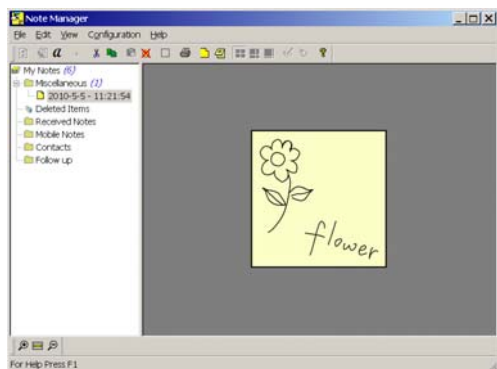 Note Manager
File Edit View Configuration Help
My Notes (6)
Miscellaneous (1)
2010-5-5 - 11:21:54
Deleted Items
Received Notes
Mobile Notes
Contacts
Follow up
flower
For Help Press F1